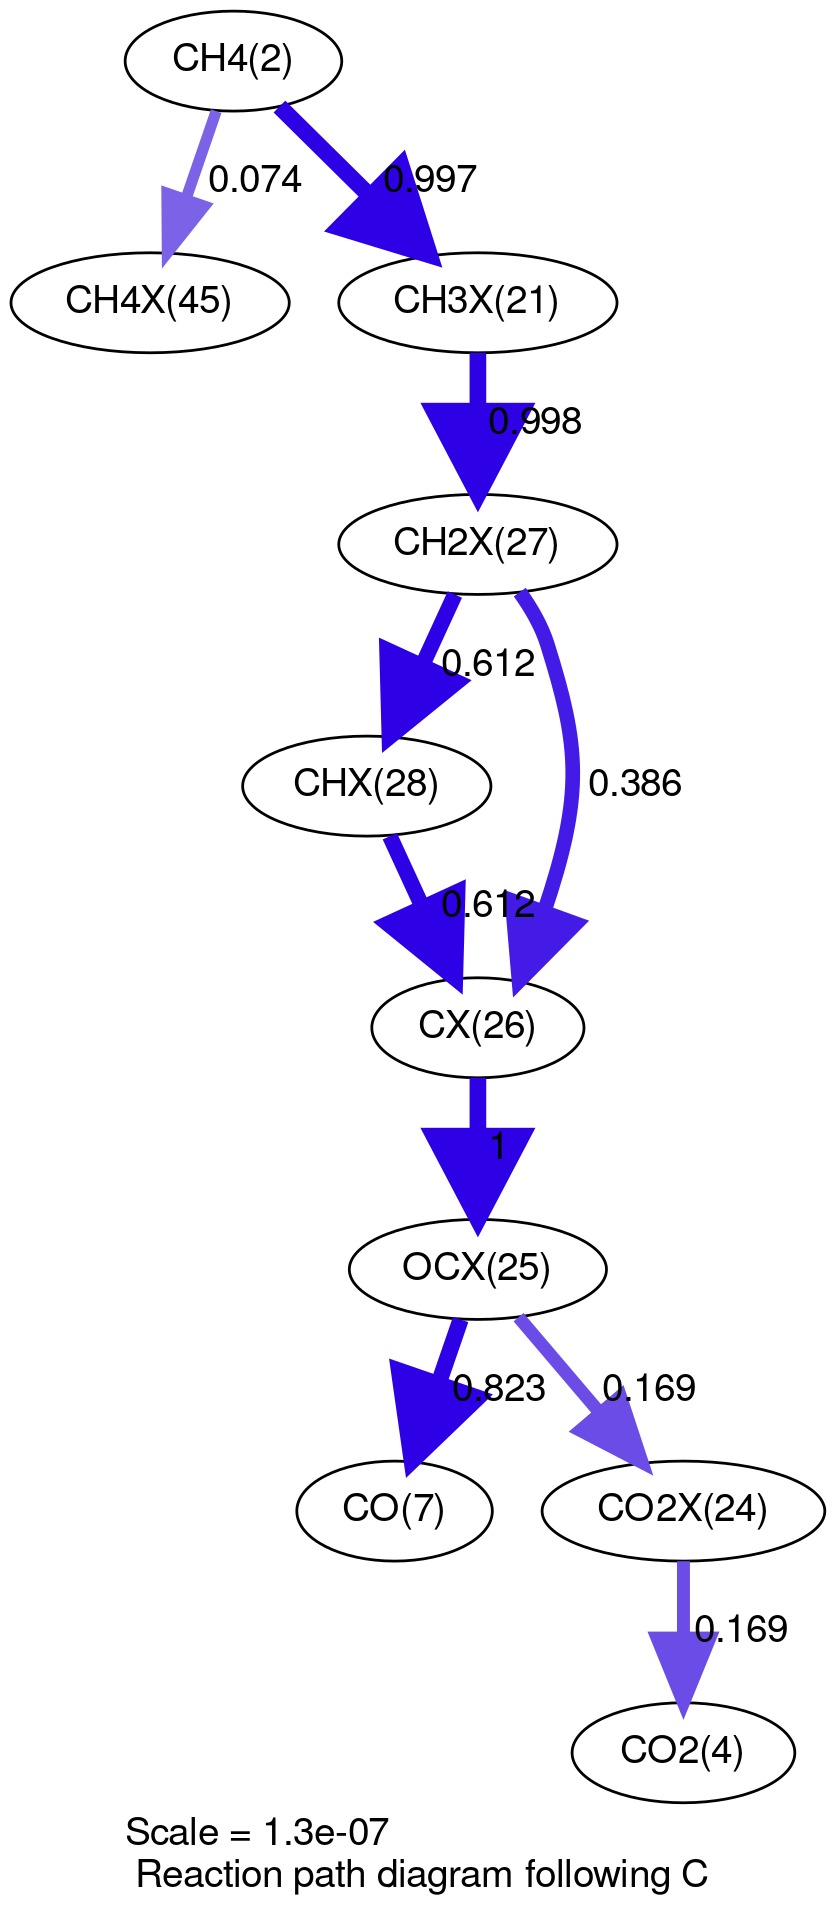 CH4(2)
0.074
0.997
CH4X(45)
CH3X(21)
0.998
CH2X(27)
0.612
CHX(28)
0.386
0.612
CX(26)
1
OCX(25)
0.823
0.169
CO(7)
CO2X(24)
0.169
CO2(4)
Scale = 1.3e-07
Reaction path diagram following C